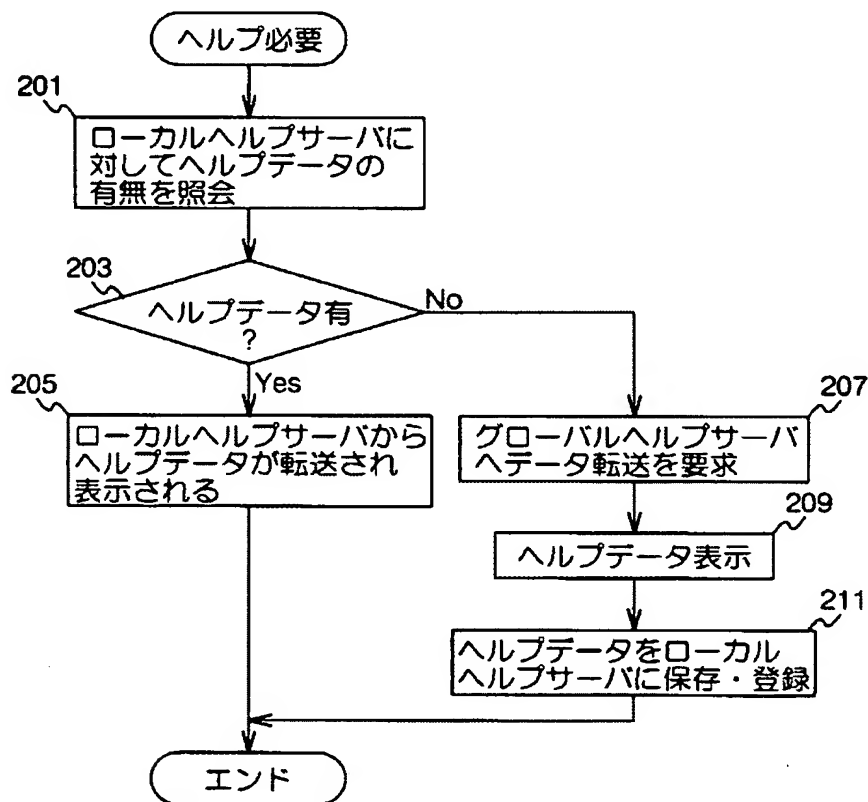 ヘルプ必要
201
ローカルヘルプサーバに
対してヘルプデータの
有無を照会
203
ヘルプデータ有
?
No
Yes
205
ローカルヘルプサーバから
ヘルプデータが転送され
表示される
207
グローバルヘルプサーバ
へデータ転送を要求
209
ヘルプデータ表示
211
ヘルプデータをローカル
ヘルプサーバに保存・登録
エンド